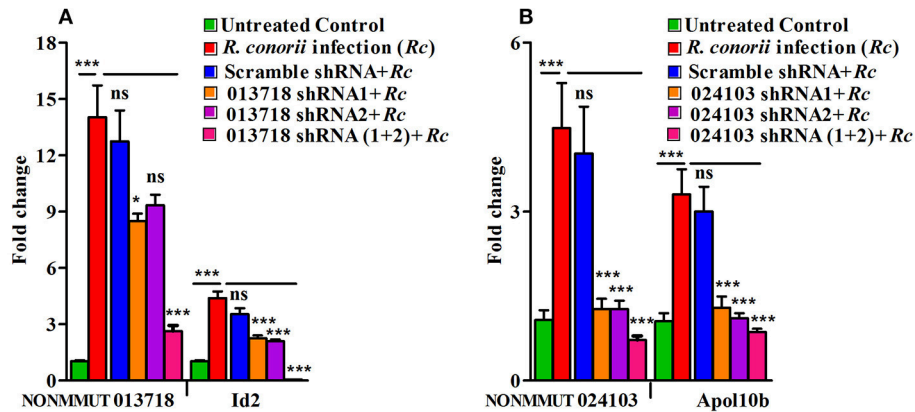 A
Untreated Control
R. conorii infection (Rc)
Scramble shRNA+Rc
013718 shRNA1+Rc
013718 shRNA2+Rc
013718 shRNA (1+2)+Rc
Fold change
18
15
12
9
6
3
0
***
ns
*
ns
***
***
ns
***
***
***
NONMMUT 013718
Id2
B
Untreated Control
R. conorii infection (Rc)
Scramble shRNA+Rc
024103 shRNA1+Rc
024103 shRNA2+Rc
024103 shRNA (1+2)+Rc
Fold change
6
3
0
***
ns
***
***
***
***
ns
***
***
***
NONMMUT 024103
Apol10b